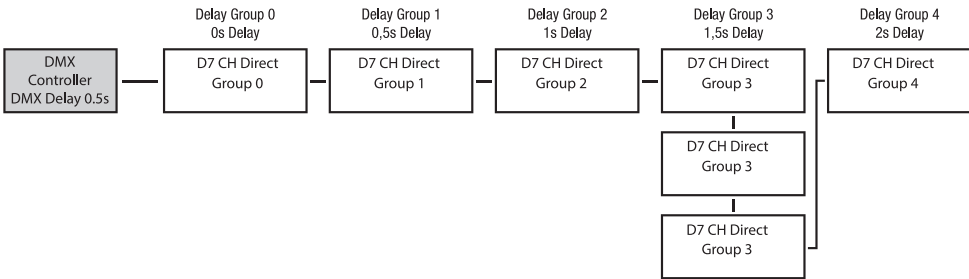 Delay Group 0
0s Delay
Delay Group 1
0,5s Delay
Delay Group 2
1s Delay
Delay Group 3
1,5s Delay
Delay Group 4
2s Delay
DMX
Controller
DMX Delay 0.5s
D7 CH Direct
Group 0
D7 CH Direct
Group 1
D7 CH Direct
Group 2
D7 CH Direct
Group 3
D7 CH Direct
Group 4
D7 CH Direct
Group 3
D7 CH Direct
Group 3